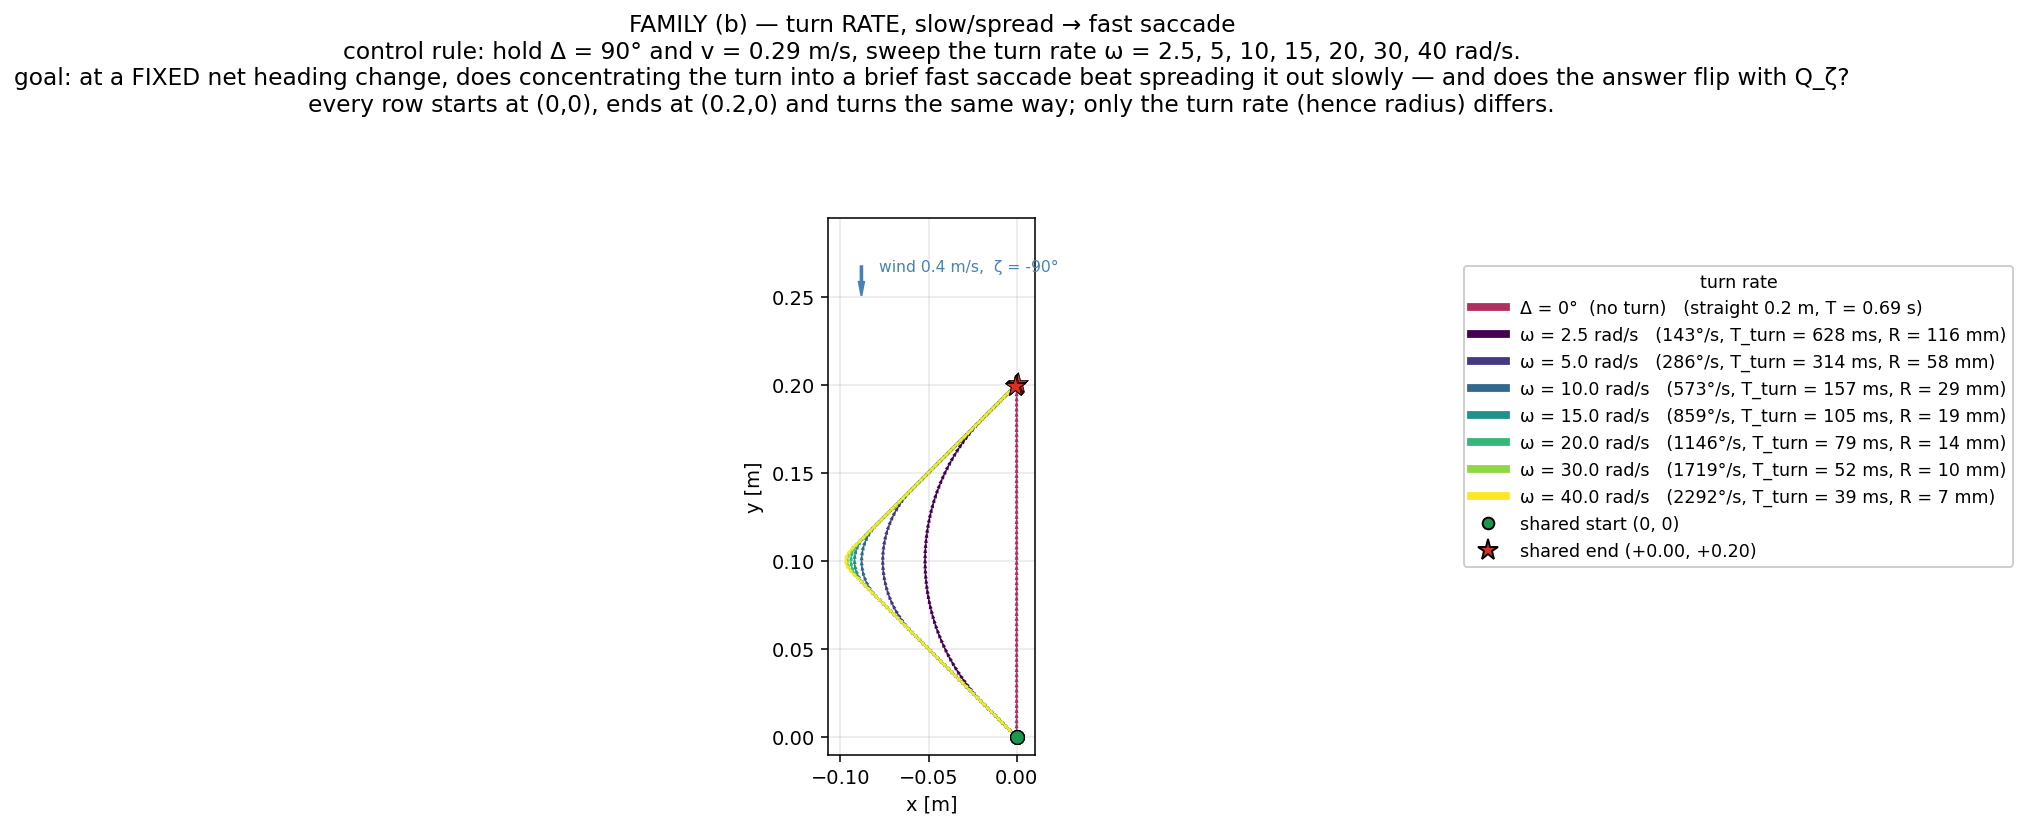 FAMILY (b) — turn RATE, slow/spread → fast saccade
control rule: hold Δ = 90° and v = 0.29 m/s, sweep the turn rate ω = 2.5, 5, 10, 15, 20, 30, 40 rad/s.
goal: at a FIXED net heading change, does concentrating the turn into a brief fast saccade beat spreading it out slowly — and does the answer flip with Q_ζ?
every row starts at (0,0), ends at (0.2,0) and turns the same way; only the turn rate (hence radius) differs.
wind 0.4 m/s,  ζ = -90°
0.25
0.20
0.15
0.10
0.05
0.00
y [m]
−0.10
−0.05
0.00
x [m]
turn rate
Δ = 0°  (no turn)   (straight 0.2 m, T = 0.69 s)
ω = 2.5 rad/s   (143°/s, T_turn = 628 ms, R = 116 mm)
ω = 5.0 rad/s   (286°/s, T_turn = 314 ms, R = 58 mm)
ω = 10.0 rad/s   (573°/s, T_turn = 157 ms, R = 29 mm)
ω = 15.0 rad/s   (859°/s, T_turn = 105 ms, R = 19 mm)
ω = 20.0 rad/s   (1146°/s, T_turn = 79 ms, R = 14 mm)
ω = 30.0 rad/s   (1719°/s, T_turn = 52 ms, R = 10 mm)
ω = 40.0 rad/s   (2292°/s, T_turn = 39 ms, R = 7 mm)
shared start (0, 0)
shared end (+0.00, +0.20)